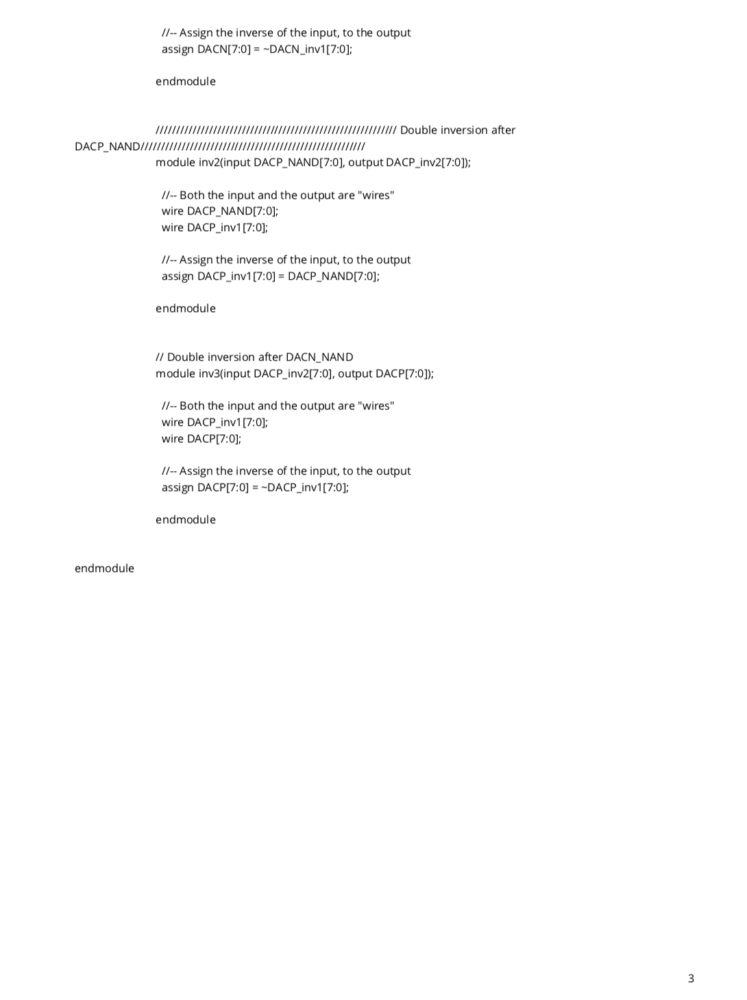 //-- Assign the inverse of the input, to the output
assign DACN[7:0] = ~DACN_inv1[7:0];
endmodule
/////////////////////////////////////////////////////////// Double inversion after
DACP_NAND///////////////////////////////////////////////////////
module inv2(input DACP_NAND[7:0], output DACP_inv2[7:0]);
//-- Both the input and the output are "wires"
wire DACP_NAND[7:0];
wire DACP_inv1[7:0];
//-- Assign the inverse of the input, to the output
assign DACP_inv1[7:0] = DACP_NAND[7:0];
endmodule
// Double inversion after DACN_NAND
module inv3(input DACP_inv2[7:0], output DACP[7:0]);
//-- Both the input and the output are "wires"
wire DACP_inv1[7:0];
wire DACP[7:0];
//-- Assign the inverse of the input, to the output
assign DACP[7:0] = ~DACP_inv1[7:0];
endmodule
endmodule
3